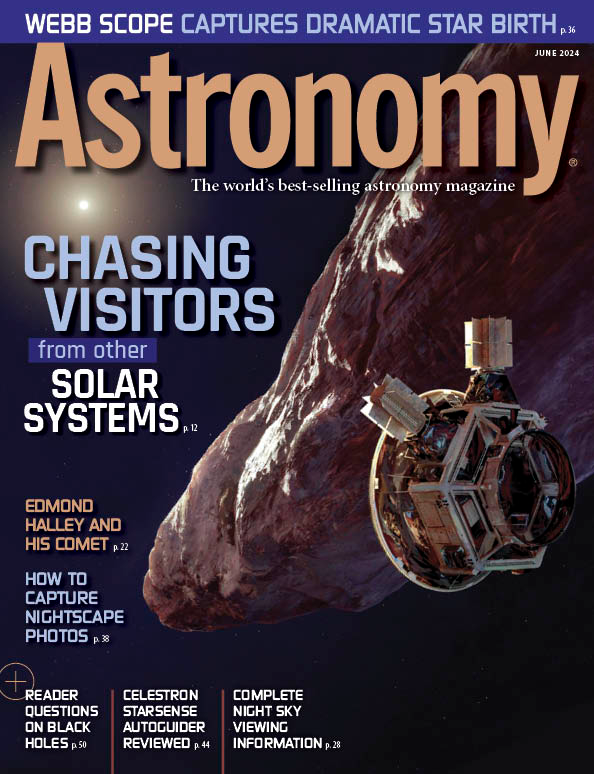 WEBB SCOPE CAPTURES DRAMATIC STAR BIRTH p.36
JUNE 2024
Astronomy®
The world's best-selling astronomy magazine
CHASING
VISITORS
from other
SOLAR
SYSTEMS p. 12
EDMOND
HALLEY AND
HIS COMET p. 22
HOW TO
CAPTURE
NIGHTSCAPE
PHOTOS p. 38
READER
QUESTIONS
ON BLACK
HOLES p. 50
CELESTRON
STARSENSE
AUTOGUIDER
REVIEWED p. 44
COMPLETE
NIGHT SKY
VIEWING
INFORMATION p. 28